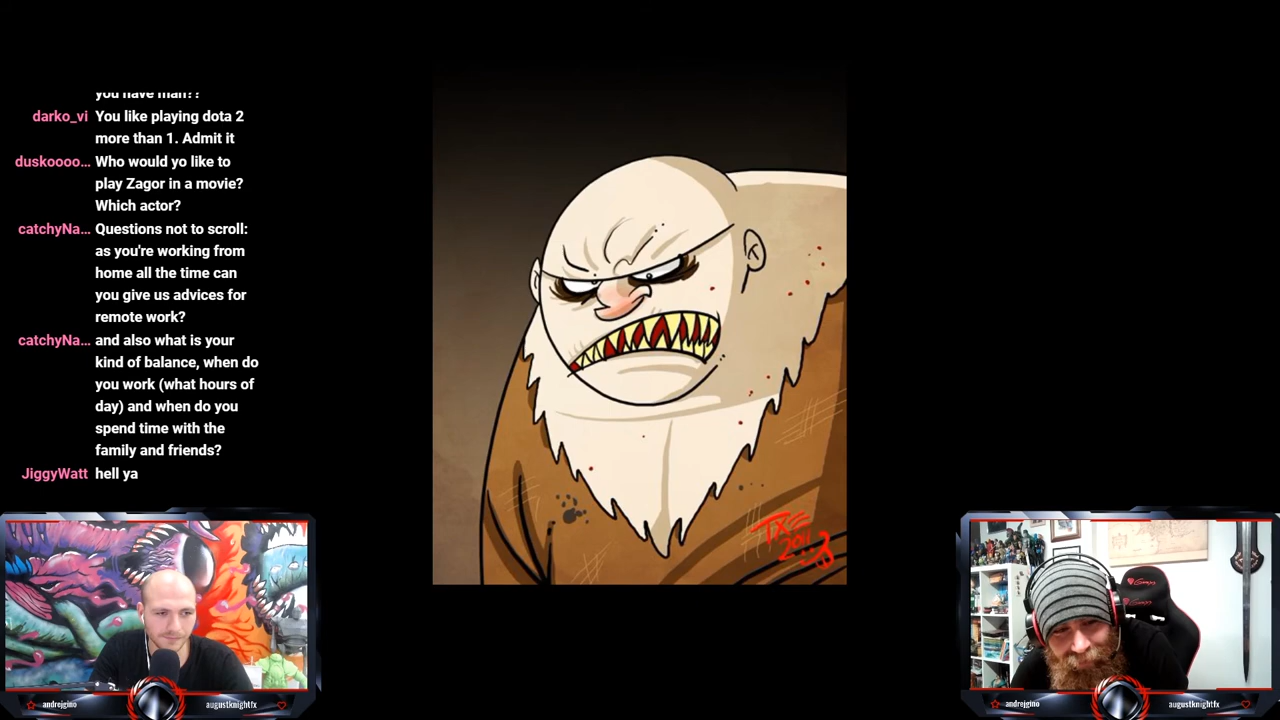 you have man??
darko_vi You like playing dota 2
more than 1. Admit it
duskoooo… Who would yo like to
play Zagor in a movie?
Which actor?
catchyNa… Questions not to scroll:
as you're working from
home all the time can
you give us advices for
remote work?
catchyNa… and also what is your
kind of balance, when do
you work (what hours of
day) and when do you
spend time with the
family and friends?
JiggyWatt hell ya
2011
Genesis
andrejgino
augustknightfx
andrejgino
augustknightfx